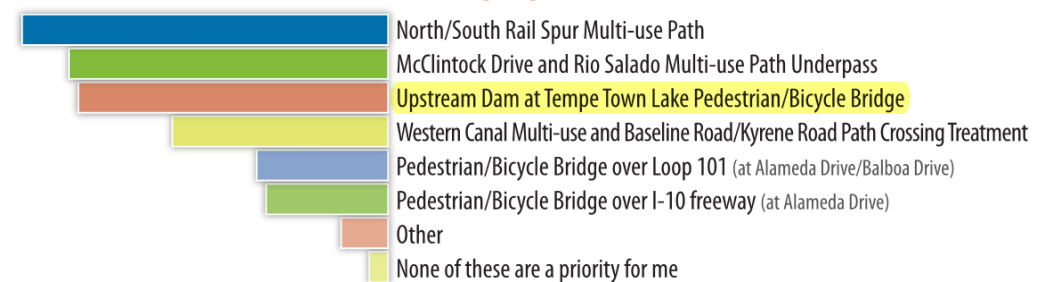 North/South Rail Spur Multi-use Path
McClintock Drive and Rio Salado Multi-use Path Underpass
Upstream Dam at Tempe Town Lake Pedestrian/Bicycle Bridge
Western Canal Multi-use and Baseline Road/Kyrene Road Path Crossing Treatment
Pedestrian/Bicycle Bridge over Loop 101 (at Alameda Drive/Balboa Drive)
Pedestrian/Bicycle Bridge over I-10 freeway (at Alameda Drive)
Other
None of these are a priority for me